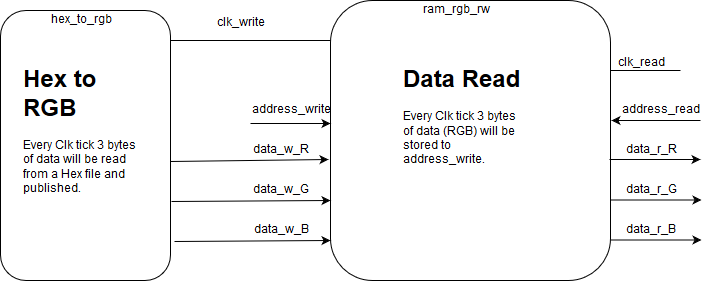 hex_to_rgb
clk_write
ram_rgb_rw
Hex to
RGB
Every Clk tick 3 bytes
of data will be read
from a Hex file and
published.
address_write
data_w_R
data_w_G
data_w_B
Data Read
Every Clk tick 3 bytes
of data (RGB) will be
stored to
address_write.
clk_read
address_read
data_r_R
data_r_G
data_r_B